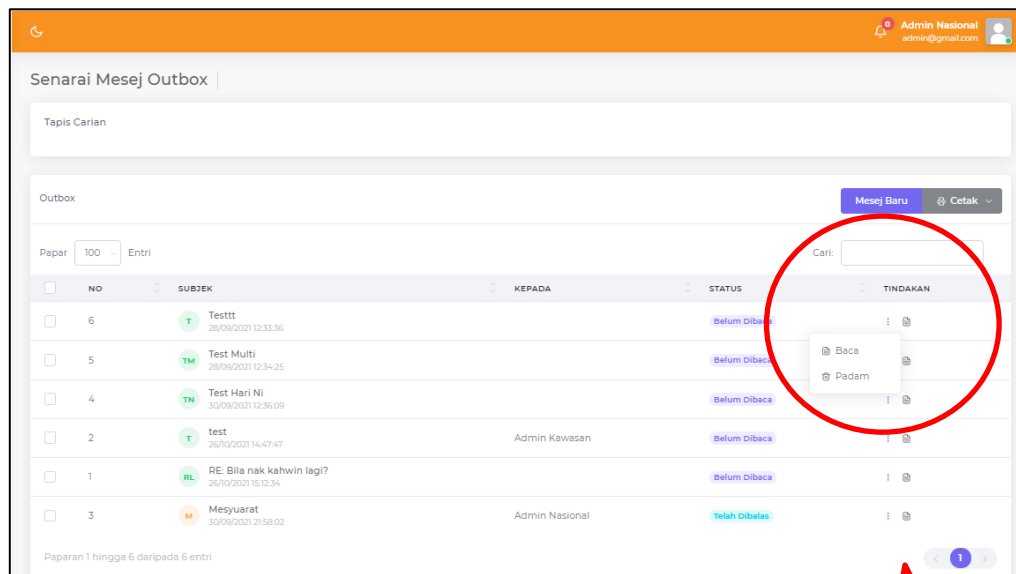 0
Admin Nasional
admin@gmail.com
Senarai Mesej Outbox
Tapis Carian
Outbox
Mesej Baru Cetak
Papar 100 Entri Cari:
NO SUBJEK KEPADA STATUS TINDAKAN
6 T Testtt Belum Dibaca
28/09/2021 12:33:36
Baca
5 TM Test Multi Belum Dibaca
28/09/2021 12:34:25
Padam
4 TN Test Hari Ni Belum Dibaca
30/09/2021 12:36:09
2 T test Admin Kawasan Belum Dibaca
26/10/2021 14:47:47
1 RL RE: Bila nak kahwin lagi? Belum Dibaca
26/10/2021 15:12:34
3 M Mesyuarat Admin Nasional Telah Dibalas
30/09/2021 21:58:02
Paparan 1 hingga 6 daripada 6 entri 1